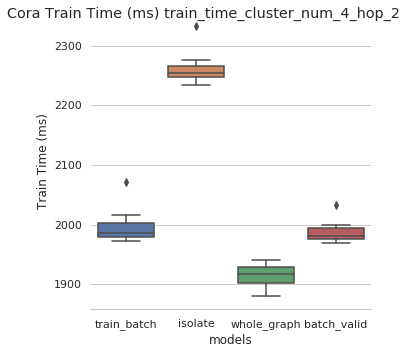 Cora Train Time (ms) train_time_cluster_num_4_hop_2
2300
2200
2100
2000
1900
Train Time (ms)
train_batch isolate whole_graph batch_valid
models